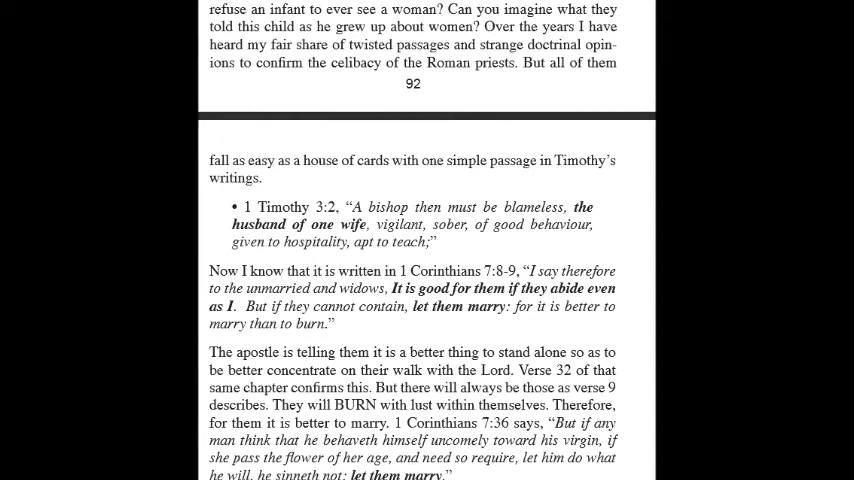 refuse an infant to ever see a woman? Can you imagine what they
told this child as he grew up about women? Over the years I have
heard my fair share of twisted passages and strange doctrinal opin-
ions to confirm the celibacy of the Roman priests. But all of them
92
fall as easy as a house of cards with one simple passage in Timothy's
writings.
• 1 Timothy 3:2, “A bishop then must be blameless, the
husband of one wife, vigilant, sober, of good behaviour,
given to hospitality, apt to teach;”
Now I know that it is written in 1 Corinthians 7:8-9, “I say therefore
to the unmarried and widows, It is good for them if they abide even
as I. But if they cannot contain, let them marry: for it is better to
marry than to burn.”
The apostle is telling them it is a better thing to stand alone so as to
be better concentrate on their walk with the Lord. Verse 32 of that
same chapter confirms this. But there will always be those as verse 9
describes. They will BURN with lust within themselves. Therefore,
for them it is better to marry. 1 Corinthians 7:36 says, “But if any
man think that he behaveth himself uncomely toward his virgin, if
she pass the flower of her age, and need so require, let him do what
he will, he sinneth not: let them marry.”